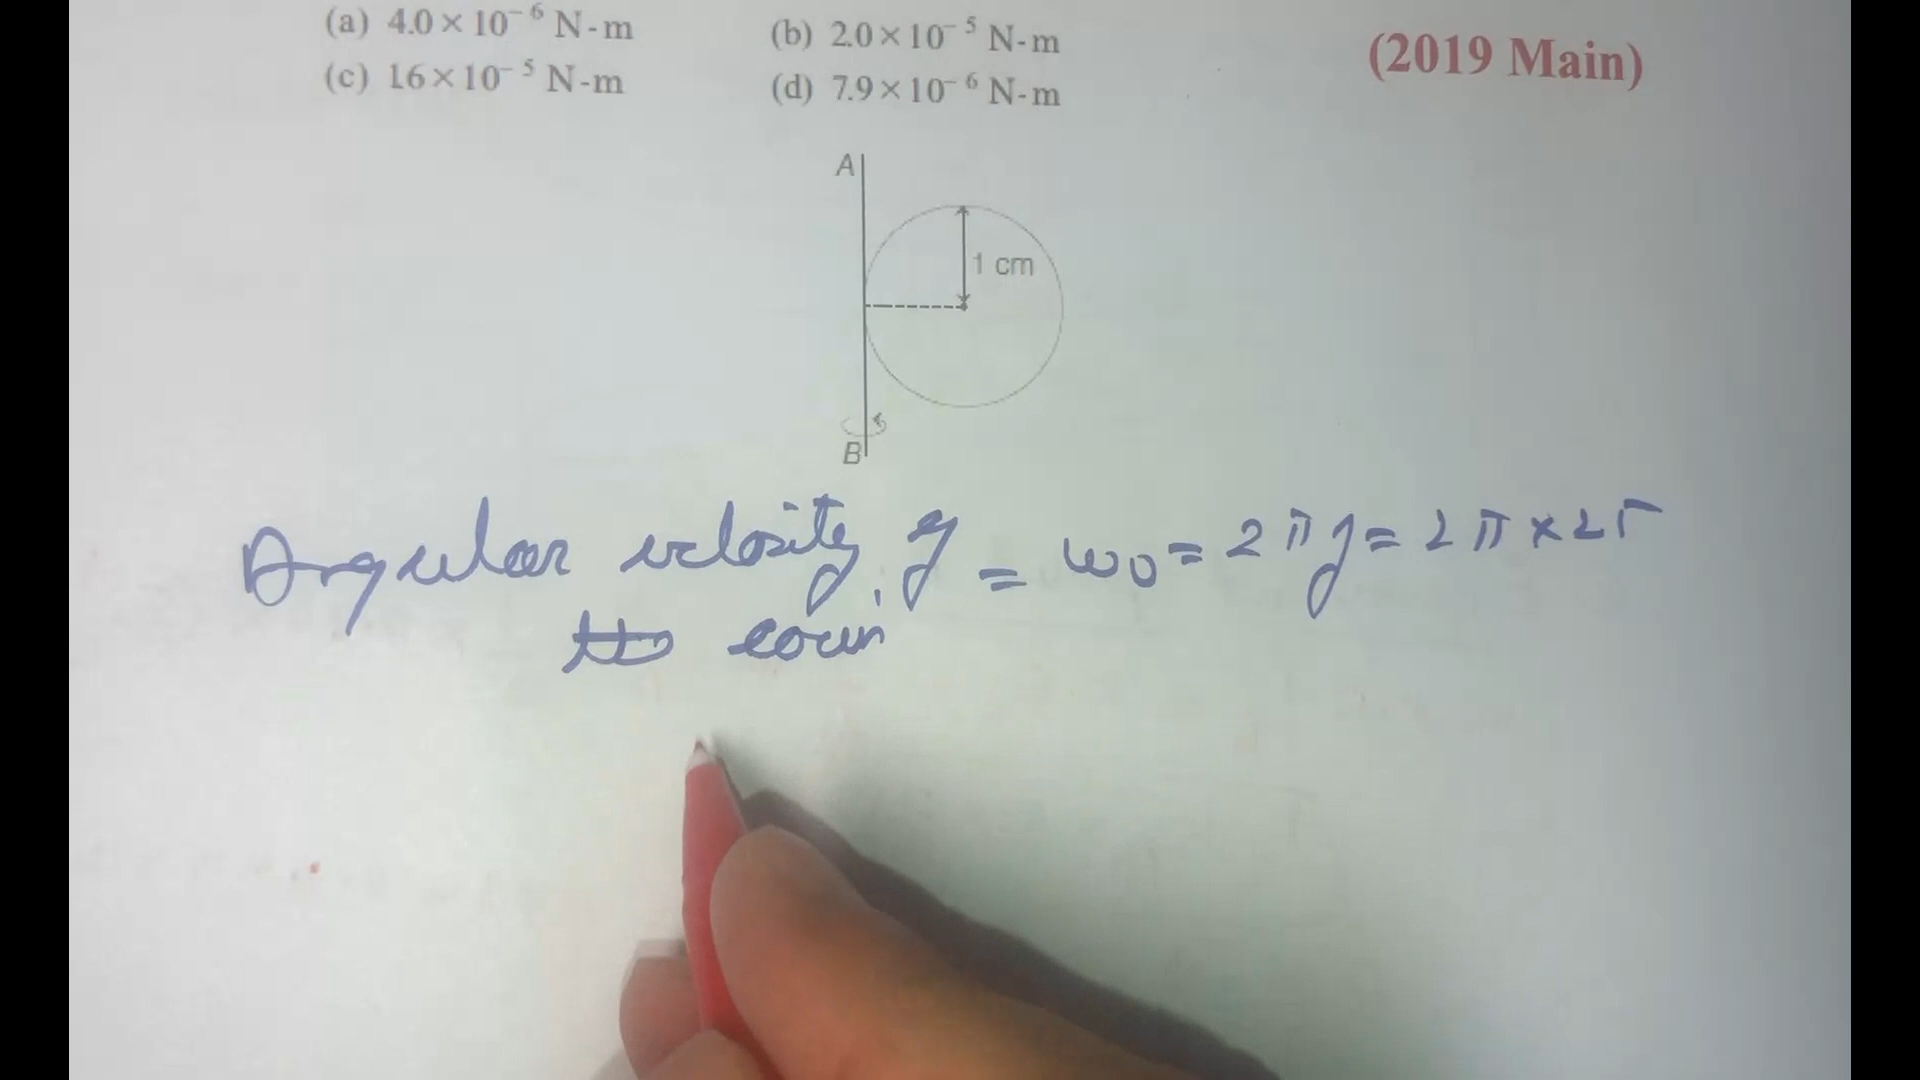 (a) 4.0 × 10⁻⁶ N-m (b) 2.0 × 10⁻⁵ N-m
(c) 1.6 × 10⁻⁵ N-m (d) 7.9 × 10⁻⁶ N-m
(2019 Main)
A
1 cm
B
Angular velocity of = ω0 = 2πf = 2π × 25
coin